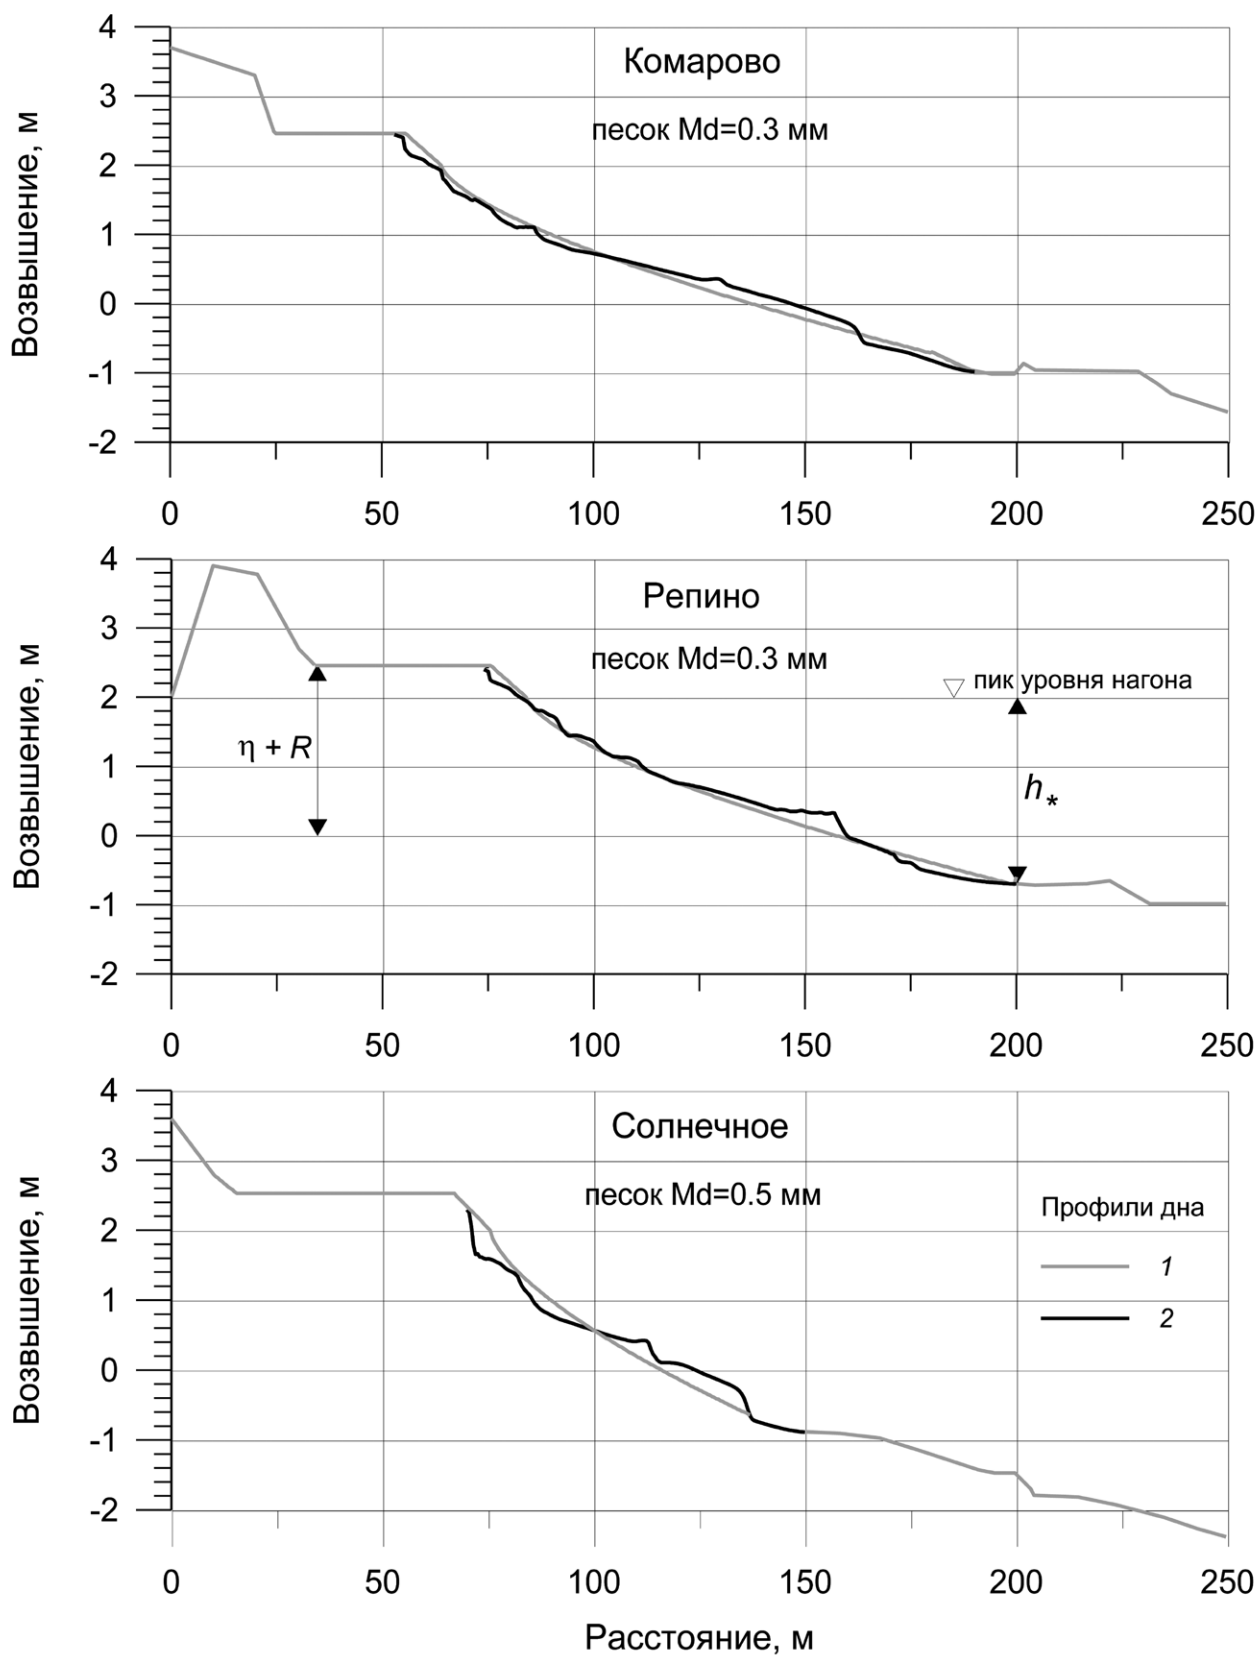 Комарово
песок Md=0.3 мм
Возвышение, м
4
3
2
1
0
-1
-2
0 50 100 150 200 250
Репино
песок Md=0.3 мм
пик уровня нагона
η + R
h*
Возвышение, м
4
3
2
1
0
-1
-2
0 50 100 150 200 250
Солнечное
песок Md=0.5 мм
Профили дна
1
2
Возвышение, м
4
3
2
1
0
-1
-2
0 50 100 150 200 250
Расстояние, м